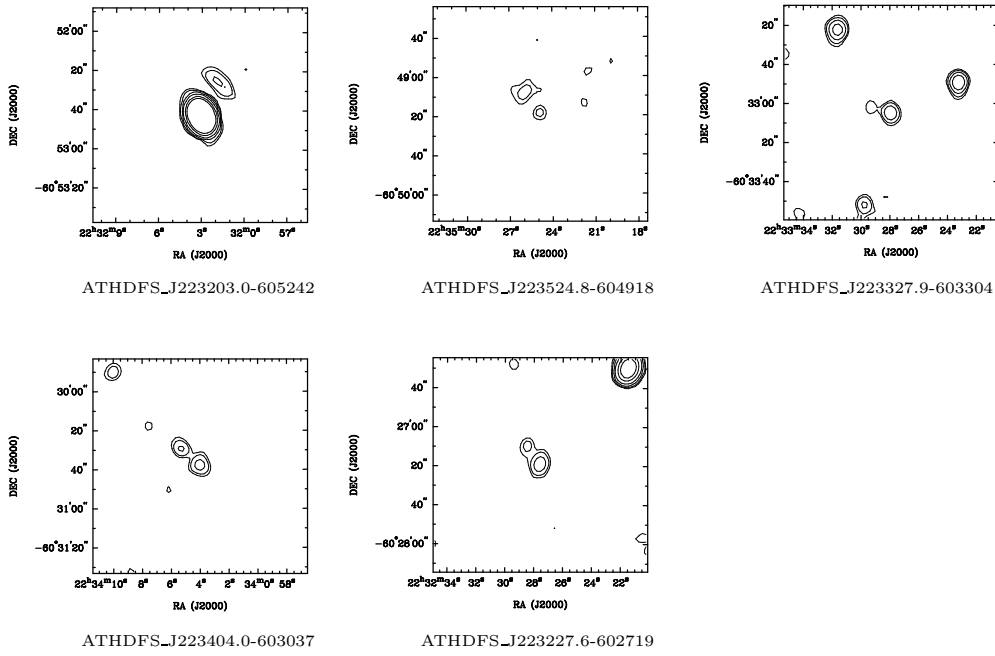 52'00"
20"
40"
53'00"
−60°53'20"
DEC (J2000)
22ʰ32ᵐ9ˢ 6ˢ 3ˢ 32ᵐ0ˢ 57ˢ
RA (J2000)
ATHDFS_J223203.0-605242
40"
49'00"
20"
40"
−60°50'00"
DEC (J2000)
22ʰ35ᵐ30ˢ 27ˢ 24ˢ 21ˢ 18ˢ
RA (J2000)
ATHDFS_J223524.8-604918
20"
33'00"
20"
−60°33'40"
DEC (J2000)
22ʰ33ᵐ34ˢ 32ˢ 30ˢ 28ˢ 26ˢ 24ˢ 22ˢ
RA (J2000)
ATHDFS_J223327.9-603304
30'00"
20"
40"
31'00"
−60°31'20"
DEC (J2000)
22ʰ34ᵐ10ˢ 8ˢ 6ˢ 4ˢ 2ˢ 34ᵐ0ˢ 58ˢ
RA (J2000)
ATHDFS_J223404.0-603037
40"
27'00"
20"
40"
−60°28'00"
DEC (J2000)
22ʰ32ᵐ34ˢ 32ˢ 30ˢ 28ˢ 26ˢ 24ˢ 22ˢ
RA (J2000)
ATHDFS_J223227.6-602719